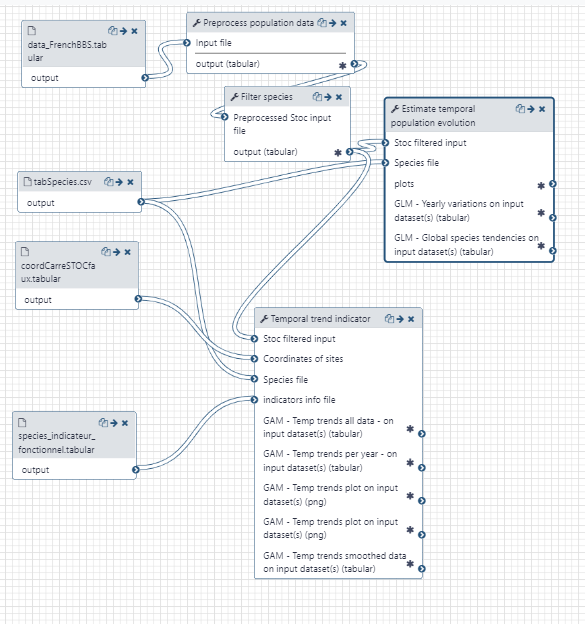 data_FrenchBBS.tab
ular
output
Preprocess population data
Input file
output (tabular)
Filter species
Preprocessed Stoc input
file
output (tabular)
Estimate temporal
population evolution
Stoc filtered input
Species file
plots
GLM - Yearly variations on input
dataset(s) (tabular)
GLM - Global species tendencies on
input dataset(s) (tabular)
tabSpecies.csv
output
coordCarreSTOCfa
ux.tabular
output
Temporal trend indicator
Stoc filtered input
Coordinates of sites
Species file
indicators info file
GAM - Temp trends all data - on
input dataset(s) (tabular)
GAM - Temp trends per year - on
input dataset(s) (tabular)
GAM - Temp trends plot on input
dataset(s) (png)
GAM - Temp trends plot on input
dataset(s) (png)
GAM - Temp trends smoothed data
on input dataset(s) (tabular)
species_indicateur_
fonctionnel.tabular
output